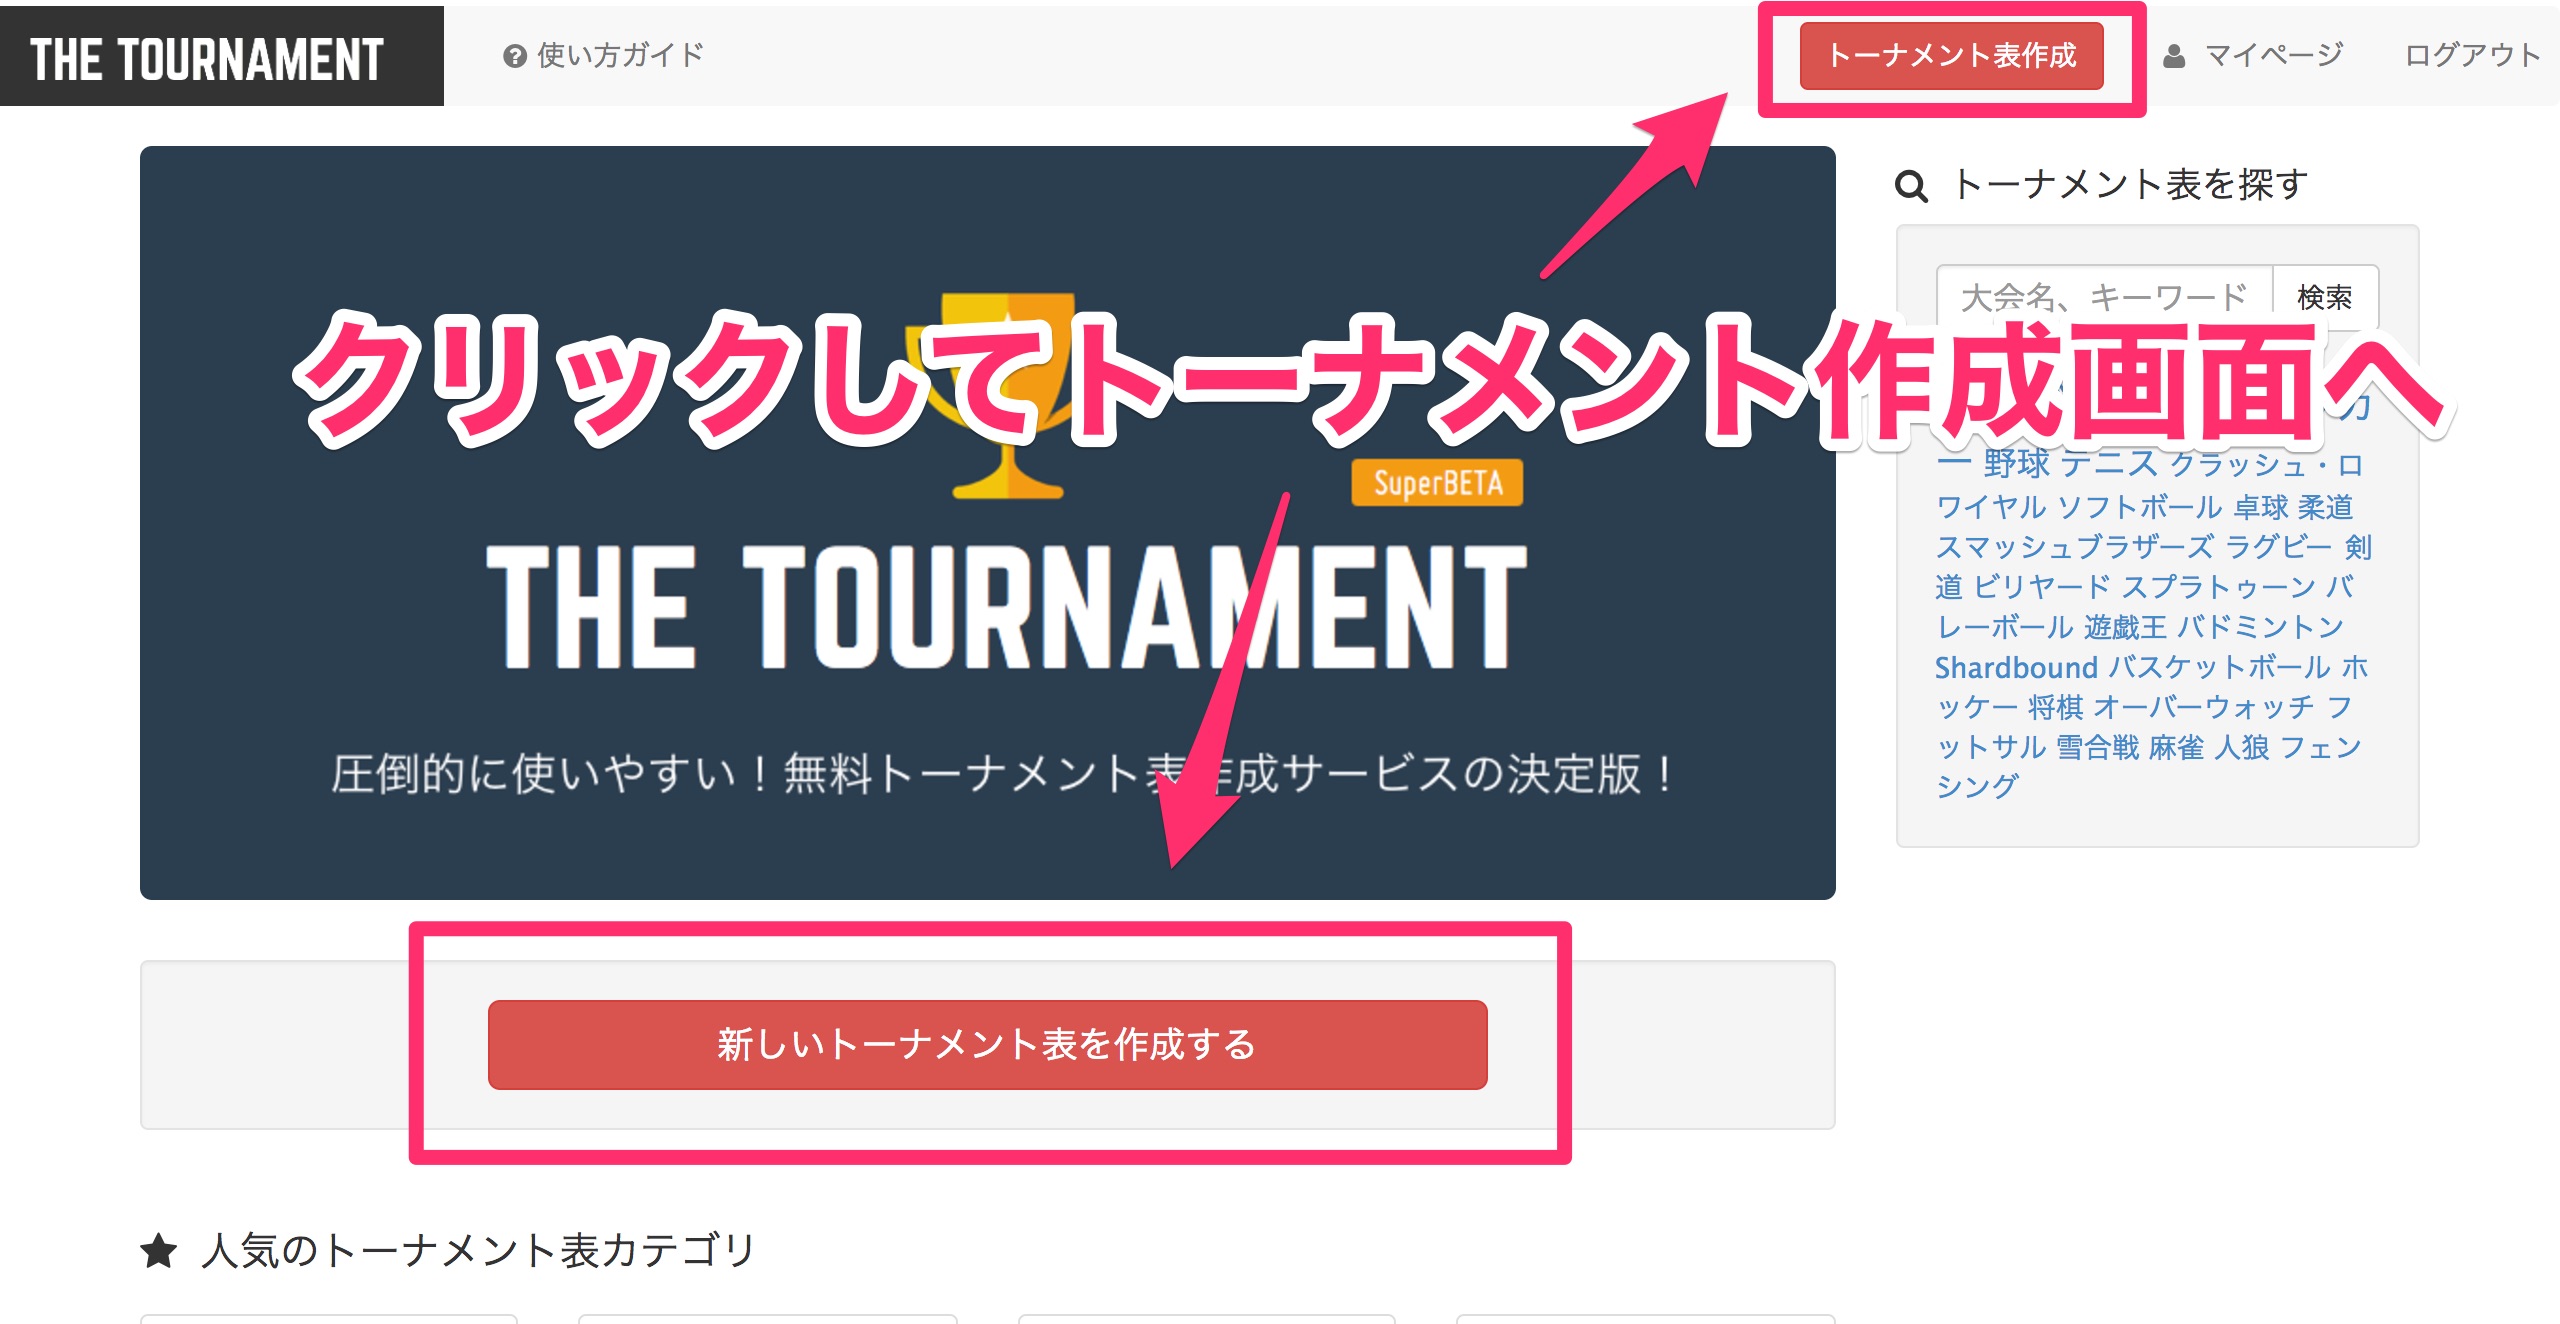 THE TOURNAMENT
使い方ガイド
トーナメント表作成
マイページ
ログアウト
クリックしてトーナメント作成画面へ
SuperBETA
THE TOURNAMENT
圧倒的に使いやすい！無料トーナメント表作成サービスの決定版！
新しいトーナメント表を作成する
トーナメント表を探す
大会名、キーワード
検索
カ
ー 野球 テニス クラッシュ・ロ
ワイヤル ソフトボール 卓球 柔道
スマッシュブラザーズ ラグビー 剣
道 ビリヤード スプラトゥーン バ
レーボール 遊戯王 バドミントン
Shardbound バスケットボール ホ
ッケー 将棋 オーバーウォッチ フ
ットサル 雪合戦 麻雀 人狼 フェン
シング
人気のトーナメント表カテゴリ